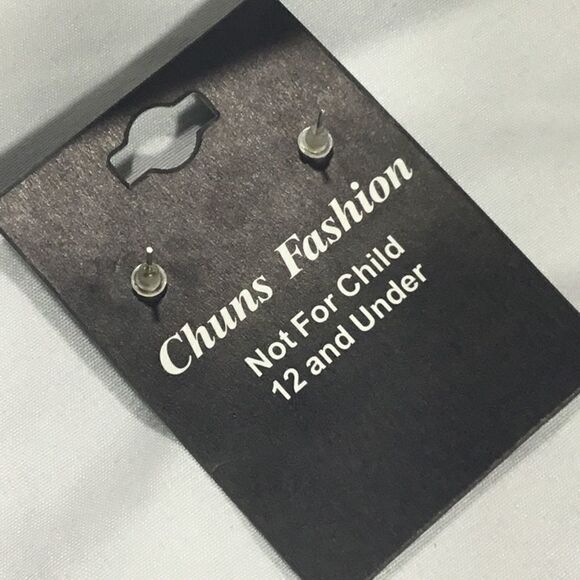 Chuns Fashion
Not For Child
12 and Under